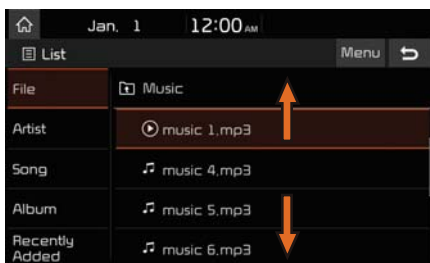 Jan. 1 12:00 AM
List Menu
File
Music
Artist
music 1.mp3
Song
music 4.mp3
Album
music 5.mp3
Recently
Added
music 6.mp3